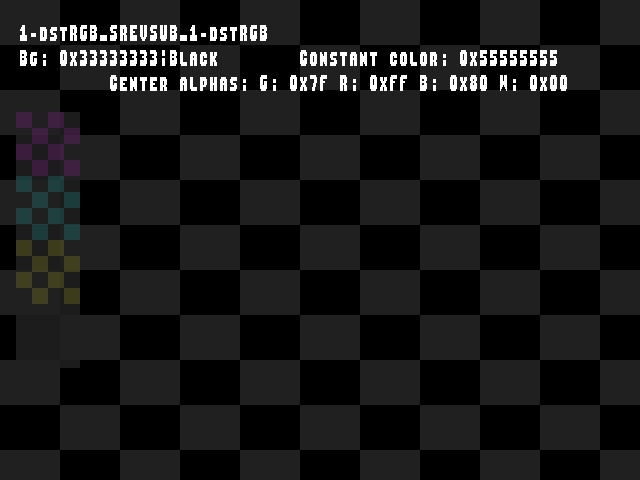 1-dstRGB_SREVSUB_1-dstRGB
Bg: 0x33333333¦Black Constant color: 0x55555555
Center alphas: G: 0x7f R: 0xff B: 0x80 W: 0x00